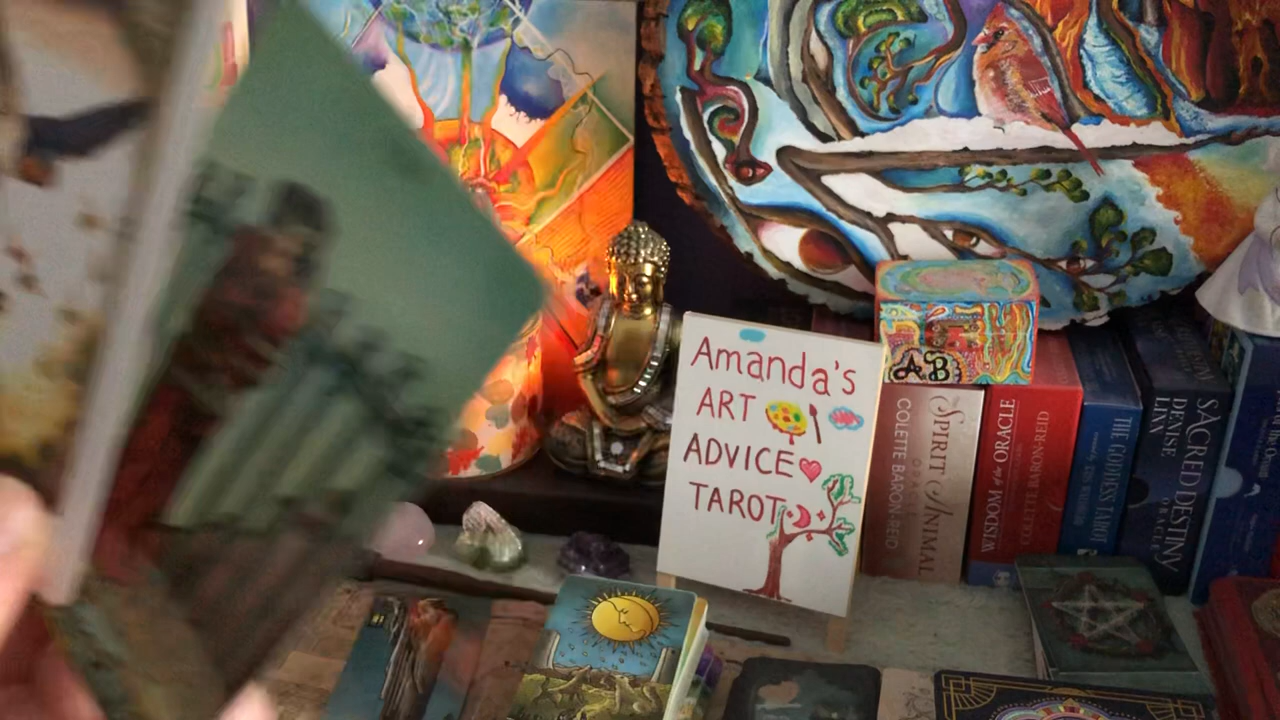 Amanda's
ART
ADVICE
TAROT
AB
SPIRIT ANIMAL
ORACLE
COLETTE BARON-REID
WISDOM of the ORACLE
COLETTE BARON-REID
THE GODDESS TAROT
SACRED DESTINY
ORACLE
DENISE LINN